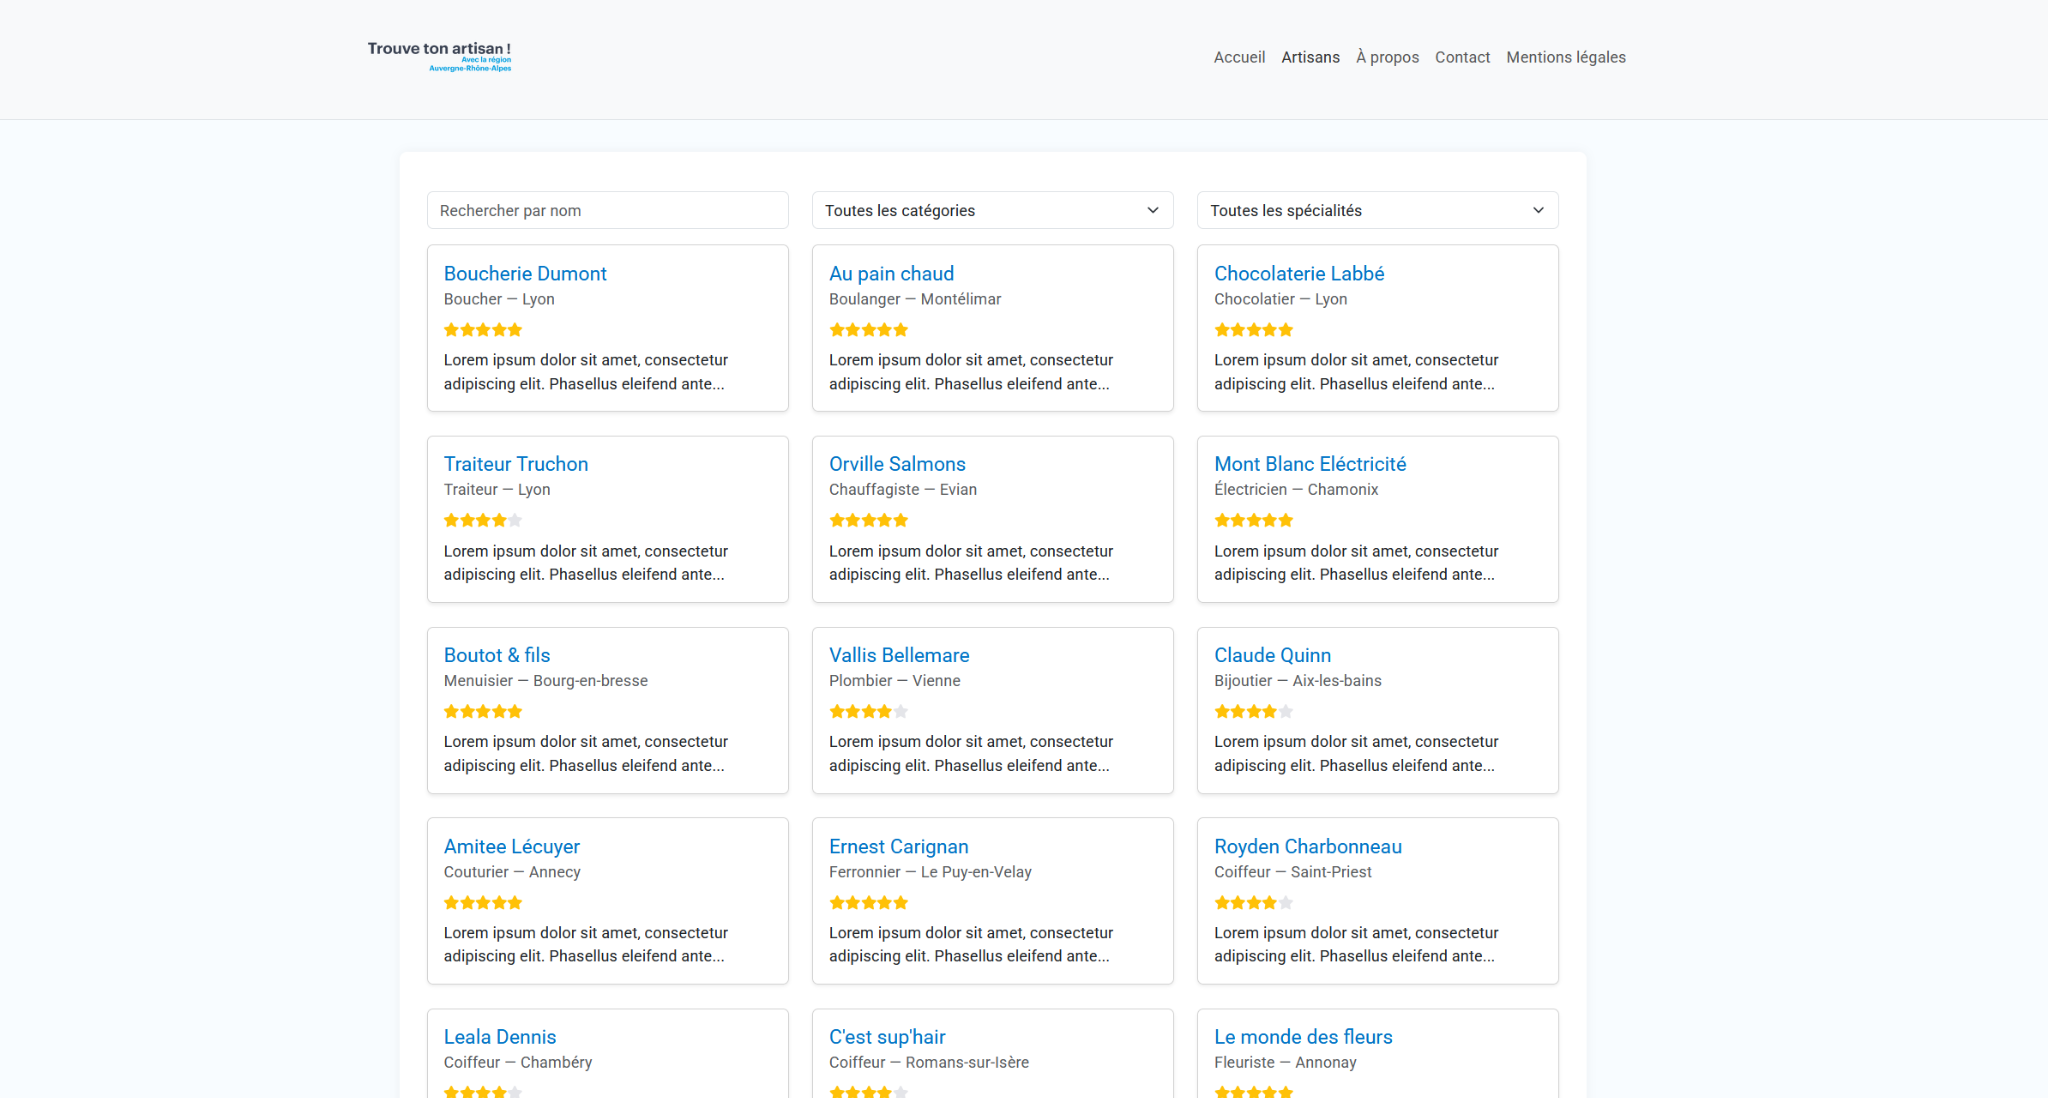 Trouve ton artisan !
Avec la région
Auvergne-Rhône-Alpes
Accueil Artisans À propos Contact Mentions légales
Rechercher par nom
Toutes les catégories
Toutes les spécialités
Boucherie Dumont
Boucher — Lyon
Lorem ipsum dolor sit amet, consectetur
adipiscing elit. Phasellus eleifend ante...
Au pain chaud
Boulanger — Montélimar
Lorem ipsum dolor sit amet, consectetur
adipiscing elit. Phasellus eleifend ante...
Chocolaterie Labbé
Chocolatier — Lyon
Lorem ipsum dolor sit amet, consectetur
adipiscing elit. Phasellus eleifend ante...
Traiteur Truchon
Traiteur — Lyon
Lorem ipsum dolor sit amet, consectetur
adipiscing elit. Phasellus eleifend ante...
Orville Salmons
Chauffagiste — Evian
Lorem ipsum dolor sit amet, consectetur
adipiscing elit. Phasellus eleifend ante...
Mont Blanc Eléctricité
Électricien — Chamonix
Lorem ipsum dolor sit amet, consectetur
adipiscing elit. Phasellus eleifend ante...
Boutot & fils
Menuisier — Bourg-en-bresse
Lorem ipsum dolor sit amet, consectetur
adipiscing elit. Phasellus eleifend ante...
Vallis Bellemare
Plombier — Vienne
Lorem ipsum dolor sit amet, consectetur
adipiscing elit. Phasellus eleifend ante...
Claude Quinn
Bijoutier — Aix-les-bains
Lorem ipsum dolor sit amet, consectetur
adipiscing elit. Phasellus eleifend ante...
Amitee Lécuyer
Couturier — Annecy
Lorem ipsum dolor sit amet, consectetur
adipiscing elit. Phasellus eleifend ante...
Ernest Carignan
Ferronnier — Le Puy-en-Velay
Lorem ipsum dolor sit amet, consectetur
adipiscing elit. Phasellus eleifend ante...
Royden Charbonneau
Coiffeur — Saint-Priest
Lorem ipsum dolor sit amet, consectetur
adipiscing elit. Phasellus eleifend ante...
Leala Dennis
Coiffeur — Chambéry
C'est sup'hair
Coiffeur — Romans-sur-Isère
Le monde des fleurs
Fleuriste — Annonay